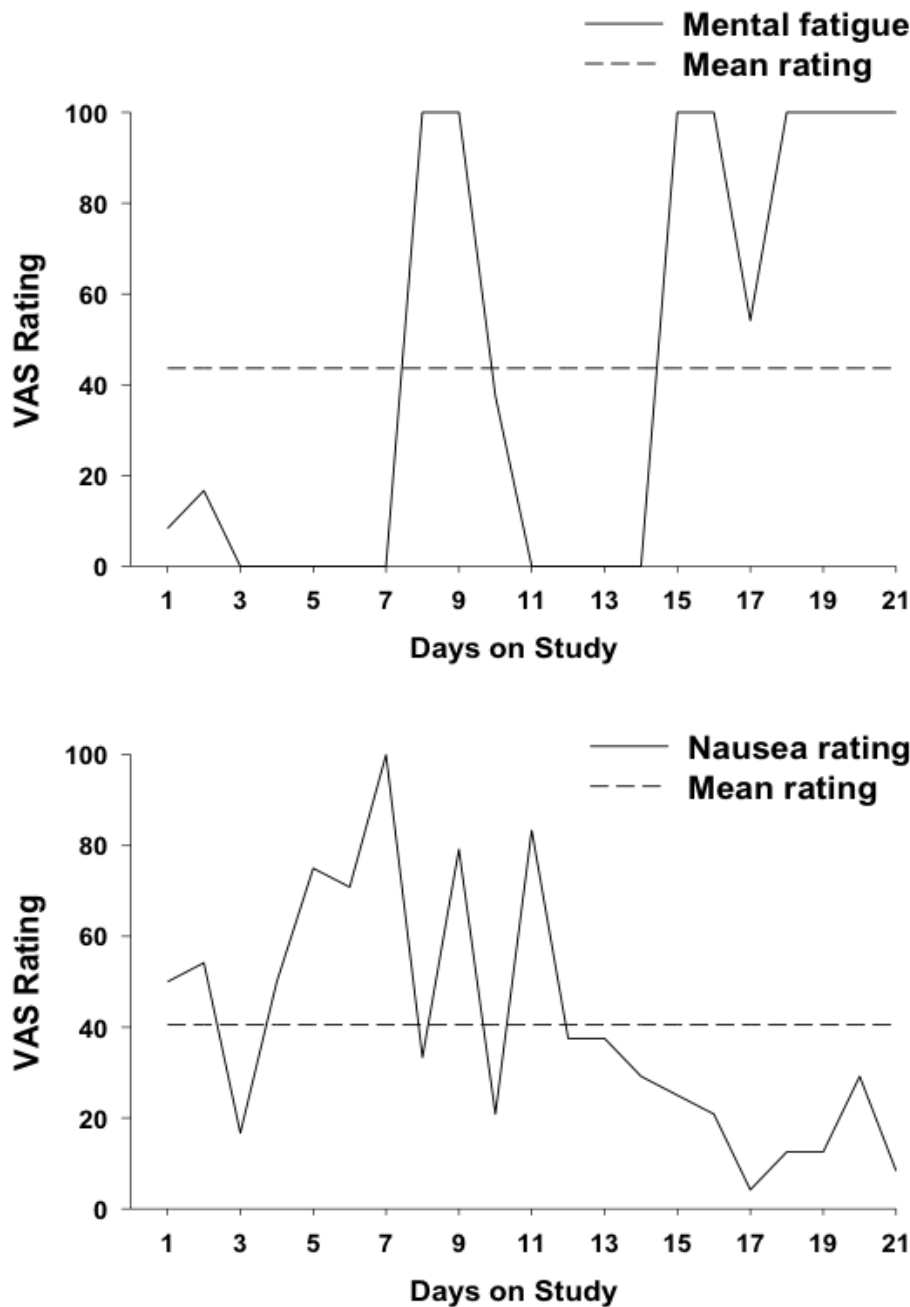 Mental fatigue
Mean rating
100
80
60
40
20
0
VAS Rating
1 3 5 7 9 11 13 15 17 19 21
Days on Study
Nausea rating
Mean rating
100
80
60
40
20
0
VAS Rating
1 3 5 7 9 11 13 15 17 19 21
Days on Study